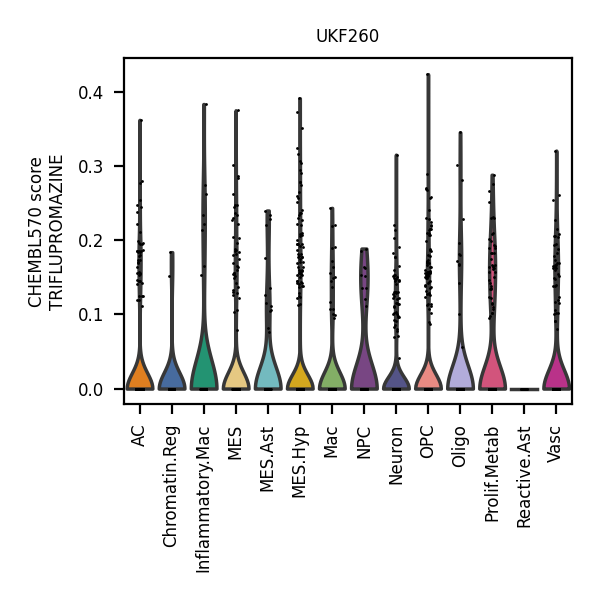 UKF260
CHEMBL570 score
TRIFLUPROMAZINE
0.4
0.3
0.2
0.1
0.0
AC
Chromatin.Reg
Inflammatory.Mac
MES
MES.Ast
MES.Hyp
Mac
NPC
Neuron
OPC
Oligo
Prolif.Metab
Reactive.Ast
Vasc